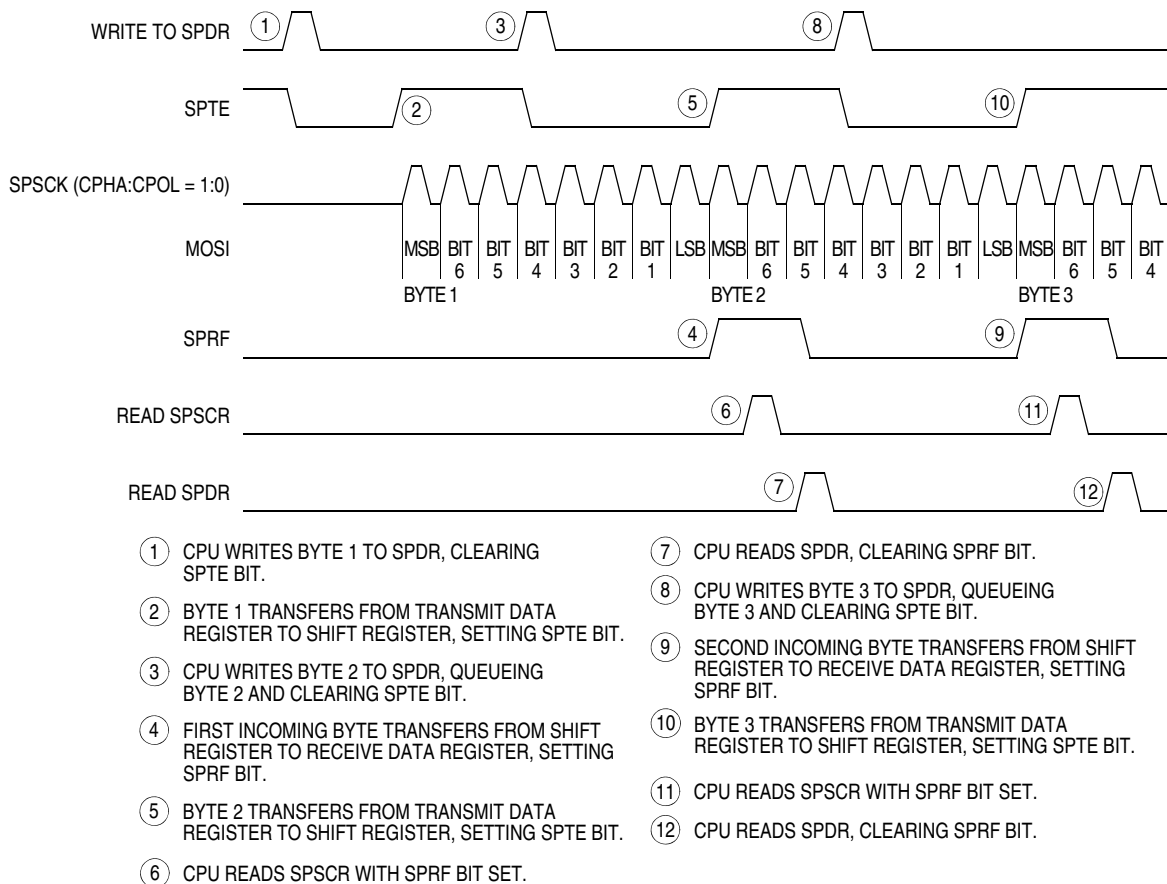 WRITE TO SPDR
1
3
8
SPTE
2
5
10
SPSCK (CPHA:CPOL = 1:0)
MOSI
MSB BIT 6 BIT 5 BIT 4 BIT 3 BIT 2 BIT 1 LSB MSB BIT 6 BIT 5 BIT 4 BIT 3 BIT 2 BIT 1 LSB MSB BIT 6 BIT 5 BIT 4
BYTE 1 BYTE 2 BYTE 3
SPRF
4
9
READ SPSCR
6
11
READ SPDR
7
12
1 CPU WRITES BYTE 1 TO SPDR, CLEARING
SPTE BIT.
2 BYTE 1 TRANSFERS FROM TRANSMIT DATA
REGISTER TO SHIFT REGISTER, SETTING SPTE BIT.
3 CPU WRITES BYTE 2 TO SPDR, QUEUEING
BYTE 2 AND CLEARING SPTE BIT.
4 FIRST INCOMING BYTE TRANSFERS FROM SHIFT
REGISTER TO RECEIVE DATA REGISTER, SETTING
SPRF BIT.
5 BYTE 2 TRANSFERS FROM TRANSMIT DATA
REGISTER TO SHIFT REGISTER, SETTING SPTE BIT.
6 CPU READS SPSCR WITH SPRF BIT SET.
7 CPU READS SPDR, CLEARING SPRF BIT.
8 CPU WRITES BYTE 3 TO SPDR, QUEUEING
BYTE 3 AND CLEARING SPTE BIT.
9 SECOND INCOMING BYTE TRANSFERS FROM SHIFT
REGISTER TO RECEIVE DATA REGISTER, SETTING
SPRF BIT.
10 BYTE 3 TRANSFERS FROM TRANSMIT DATA
REGISTER TO SHIFT REGISTER, SETTING SPTE BIT.
11 CPU READS SPSCR WITH SPRF BIT SET.
12 CPU READS SPDR, CLEARING SPRF BIT.